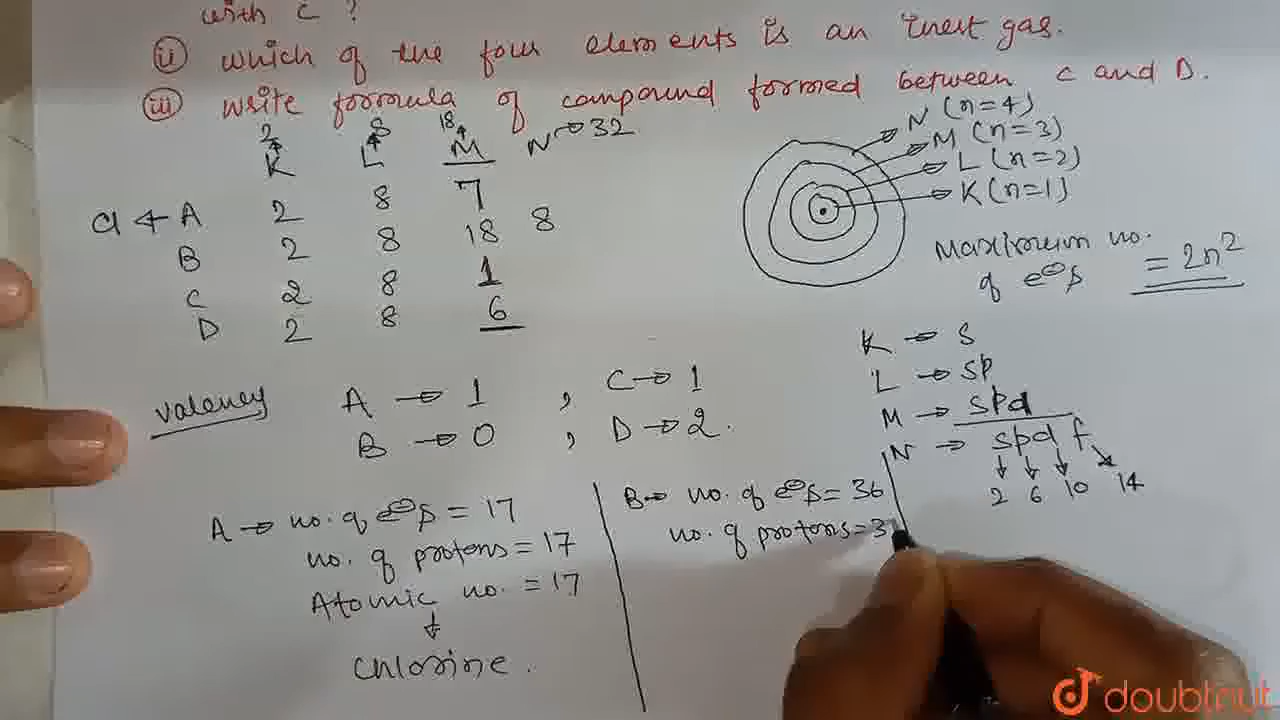 with C ?
(ii) which of the four elements is an inert gas.
(iii) write formula of compound formed between C and D.
2 8 18
K L M N → 32
Cl ← A 2 8 7
B 2 8 18 8
C 2 8 1
D 2 8 6
N (n=4)
M (n=3)
L (n=2)
K (n=1)
Maximum no.
of e⊖s = 2n²
K → s
L → sp
M → spd
N → spd f
2 6 10 14
valency A → 1 , C → 1
B → 0 , D → 2.
A → no. of e⊖s = 17
no. of protons = 17
Atomic no. = 17
↓
Chlorine.
B → no. of e⊖s = 36
no. of protons = 3
doubtnut